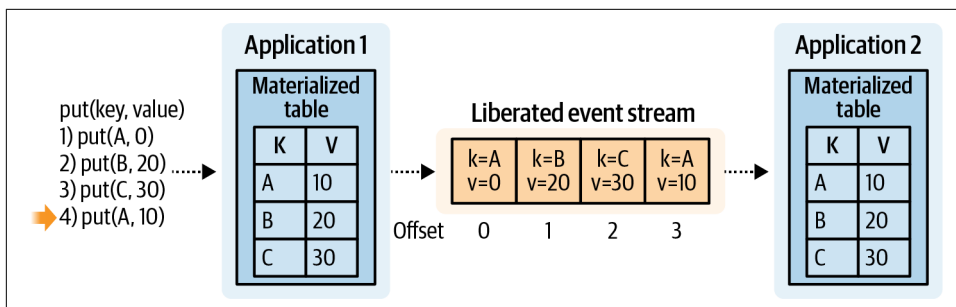 put(key, value)
1) put(A, 0)
2) put(B, 20)
3) put(C, 30)
4) put(A, 10)
Application 1
Materialized
table
K V
A 10
B 20
C 30
Liberated event stream
k=A k=B k=C k=A
v=0 v=20 v=30 v=10
Offset 0 1 2 3
Application 2
Materialized
table
K V
A 10
B 20
C 30